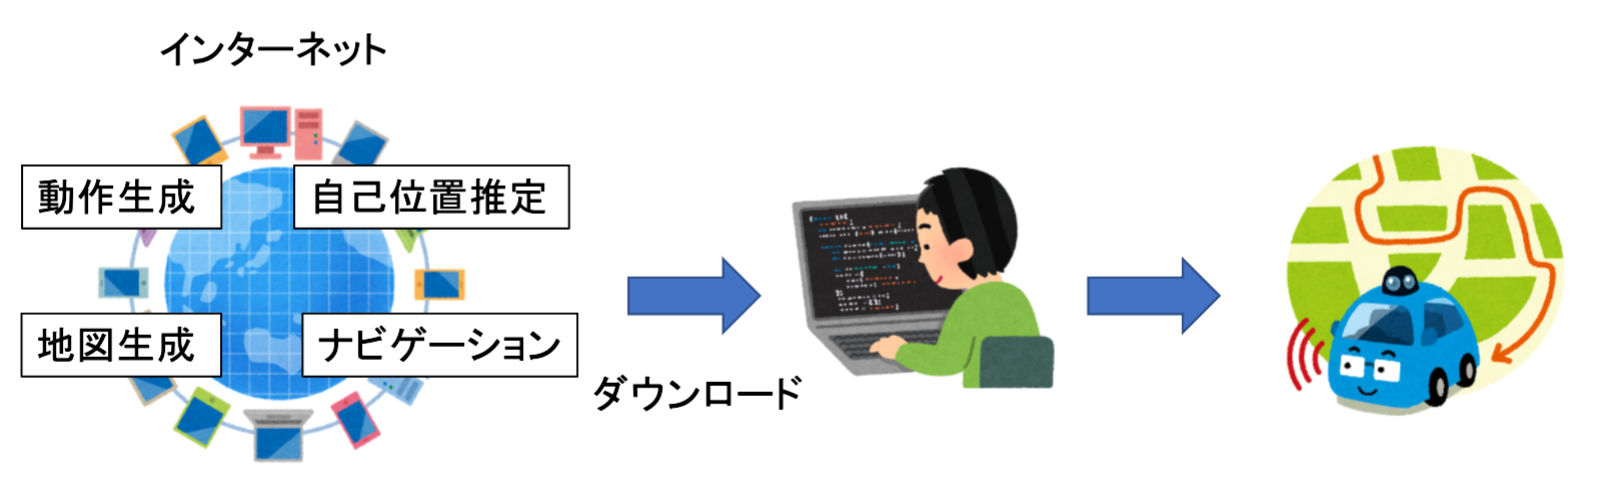 インターネット
動作生成
自己位置推定
地図生成
ナビゲーション
ダウンロード